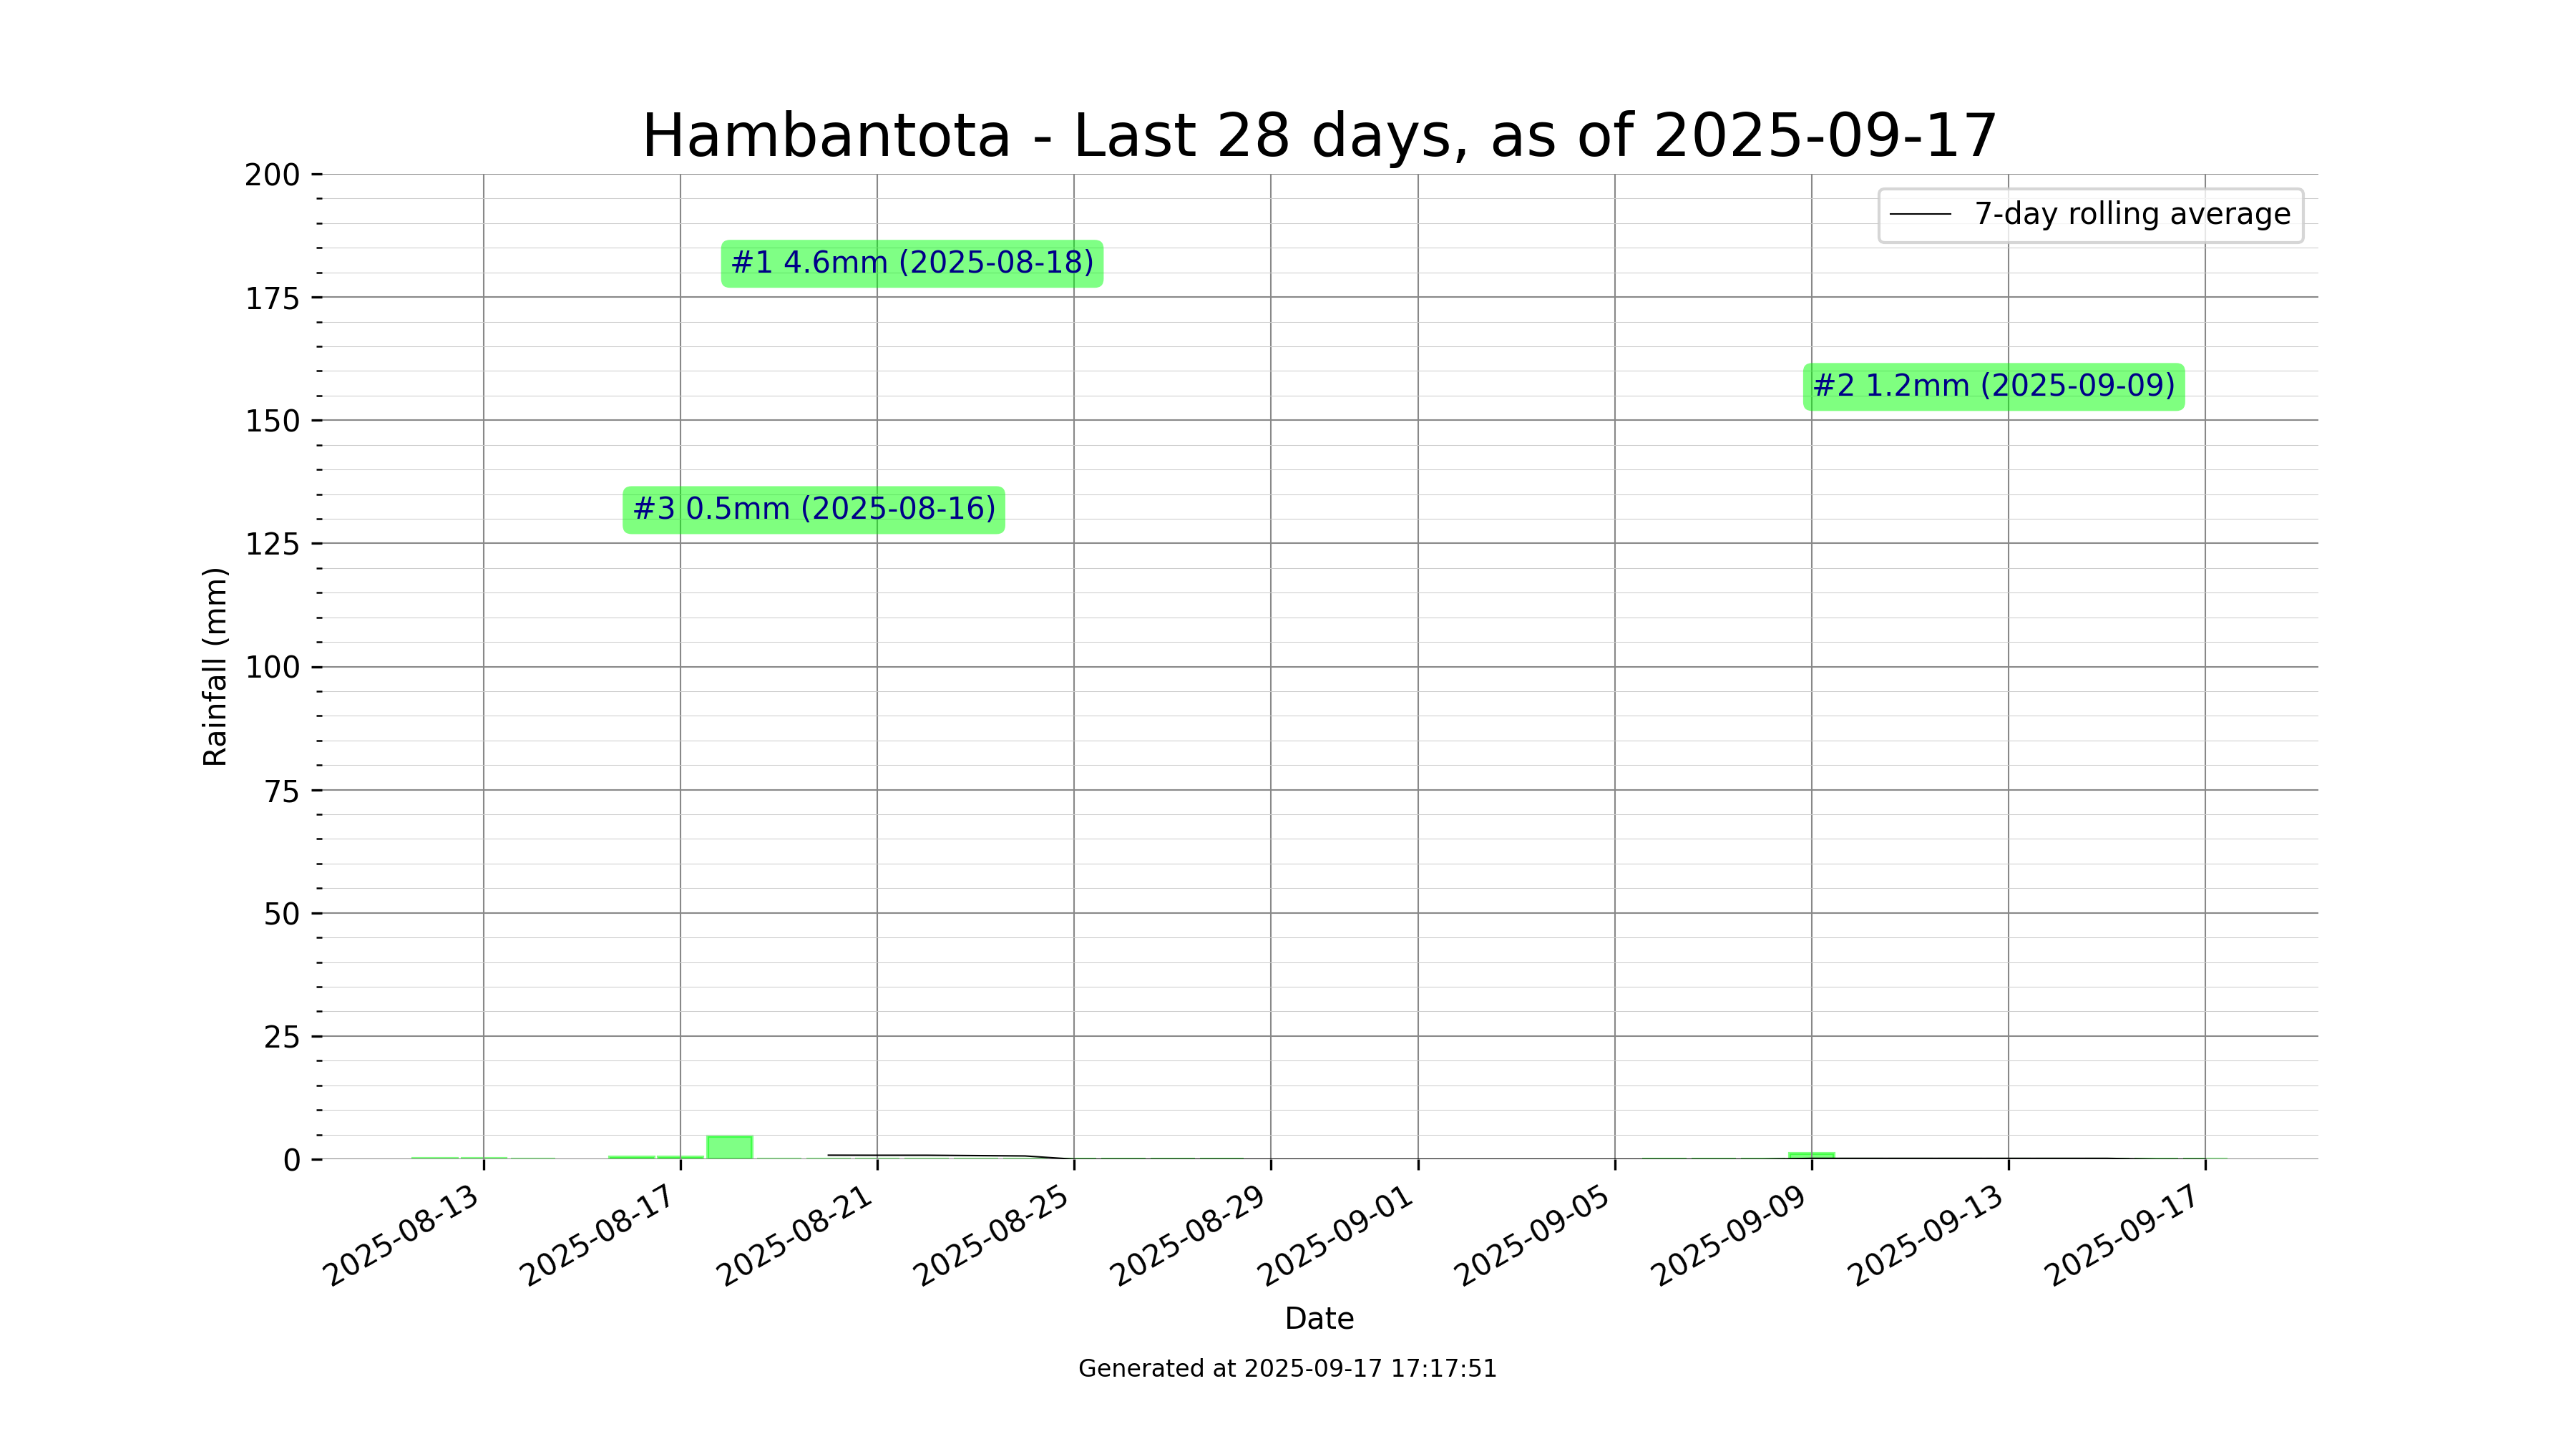 Hambantota - Last 28 days, as of 2025-09-17
200
175
150
125
100
75
50
25
0
Rainfall (mm)
7-day rolling average
#1 4.6mm (2025-08-18)
#2 1.2mm (2025-09-09)
#3 0.5mm (2025-08-16)
2025-08-13
2025-08-17
2025-08-21
2025-08-25
2025-08-29
2025-09-01
2025-09-05
2025-09-09
2025-09-13
2025-09-17
Date
Generated at 2025-09-17 17:17:51